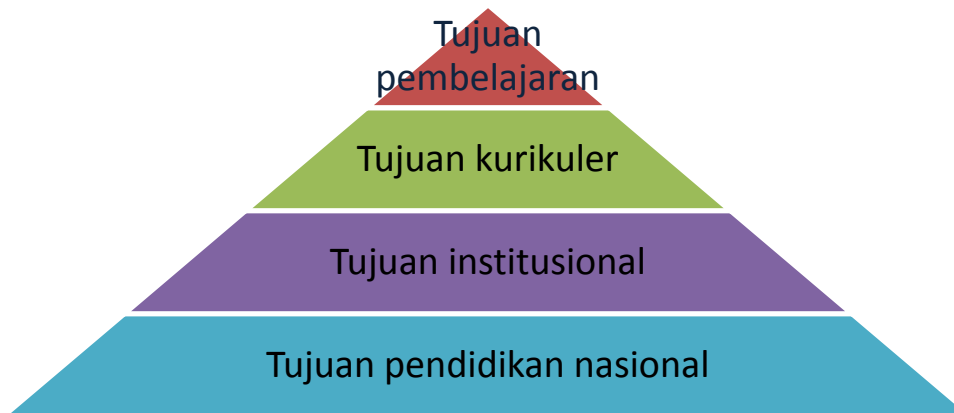 Tujuan
pembelajaran
Tujuan kurikuler
Tujuan institusional
Tujuan pendidikan nasional